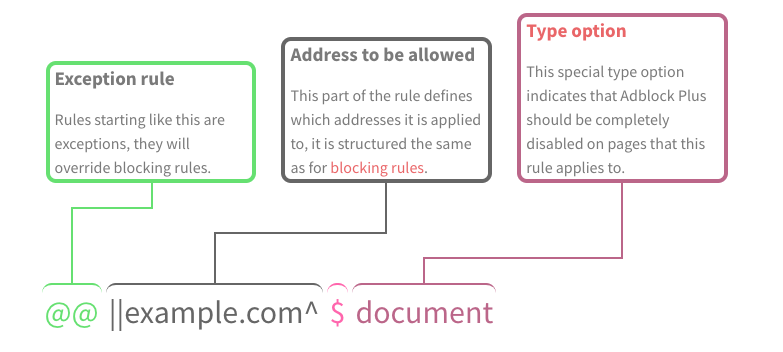 Exception rule
Rules starting like this are
exceptions, they will
override blocking rules.
Address to be allowed
This part of the rule defines
which addresses it is applied
to, it is structured the same
as for blocking rules.
Type option
This special type option
indicates that Adblock Plus
should be completely
disabled on pages that this
rule applies to.
@@ ||example.com^ $ document